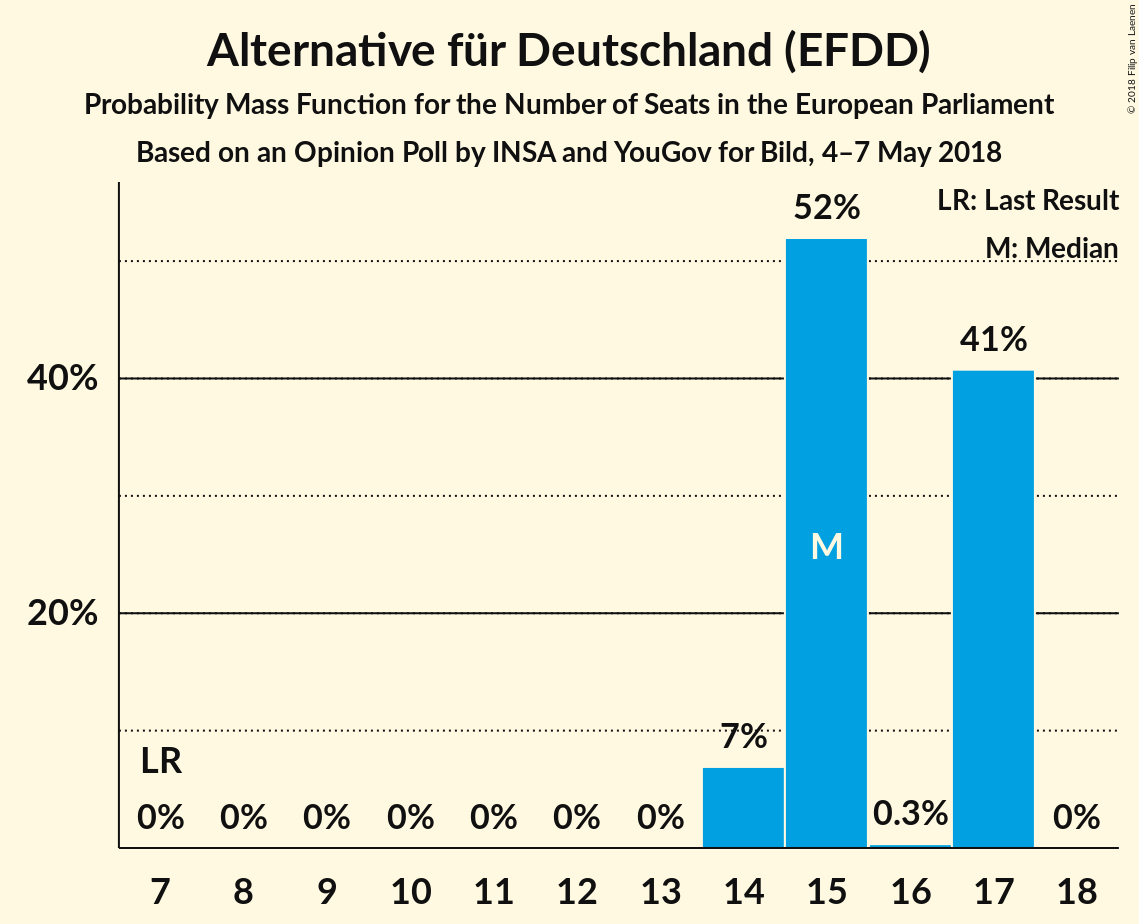 Alternative für Deutschland (EFDD)
Probability Mass Function for the Number of Seats in the European Parliament
Based on an Opinion Poll by INSA and YouGov for Bild, 4–7 May 2018
© 2018 Filip van Laenen
LR: Last Result
M: Median
52%
41%
40%
M
20%
7%
LR
0% 0% 0% 0% 0% 0% 0% 0.3% 0%
7 8 9 10 11 12 13 14 15 16 17 18